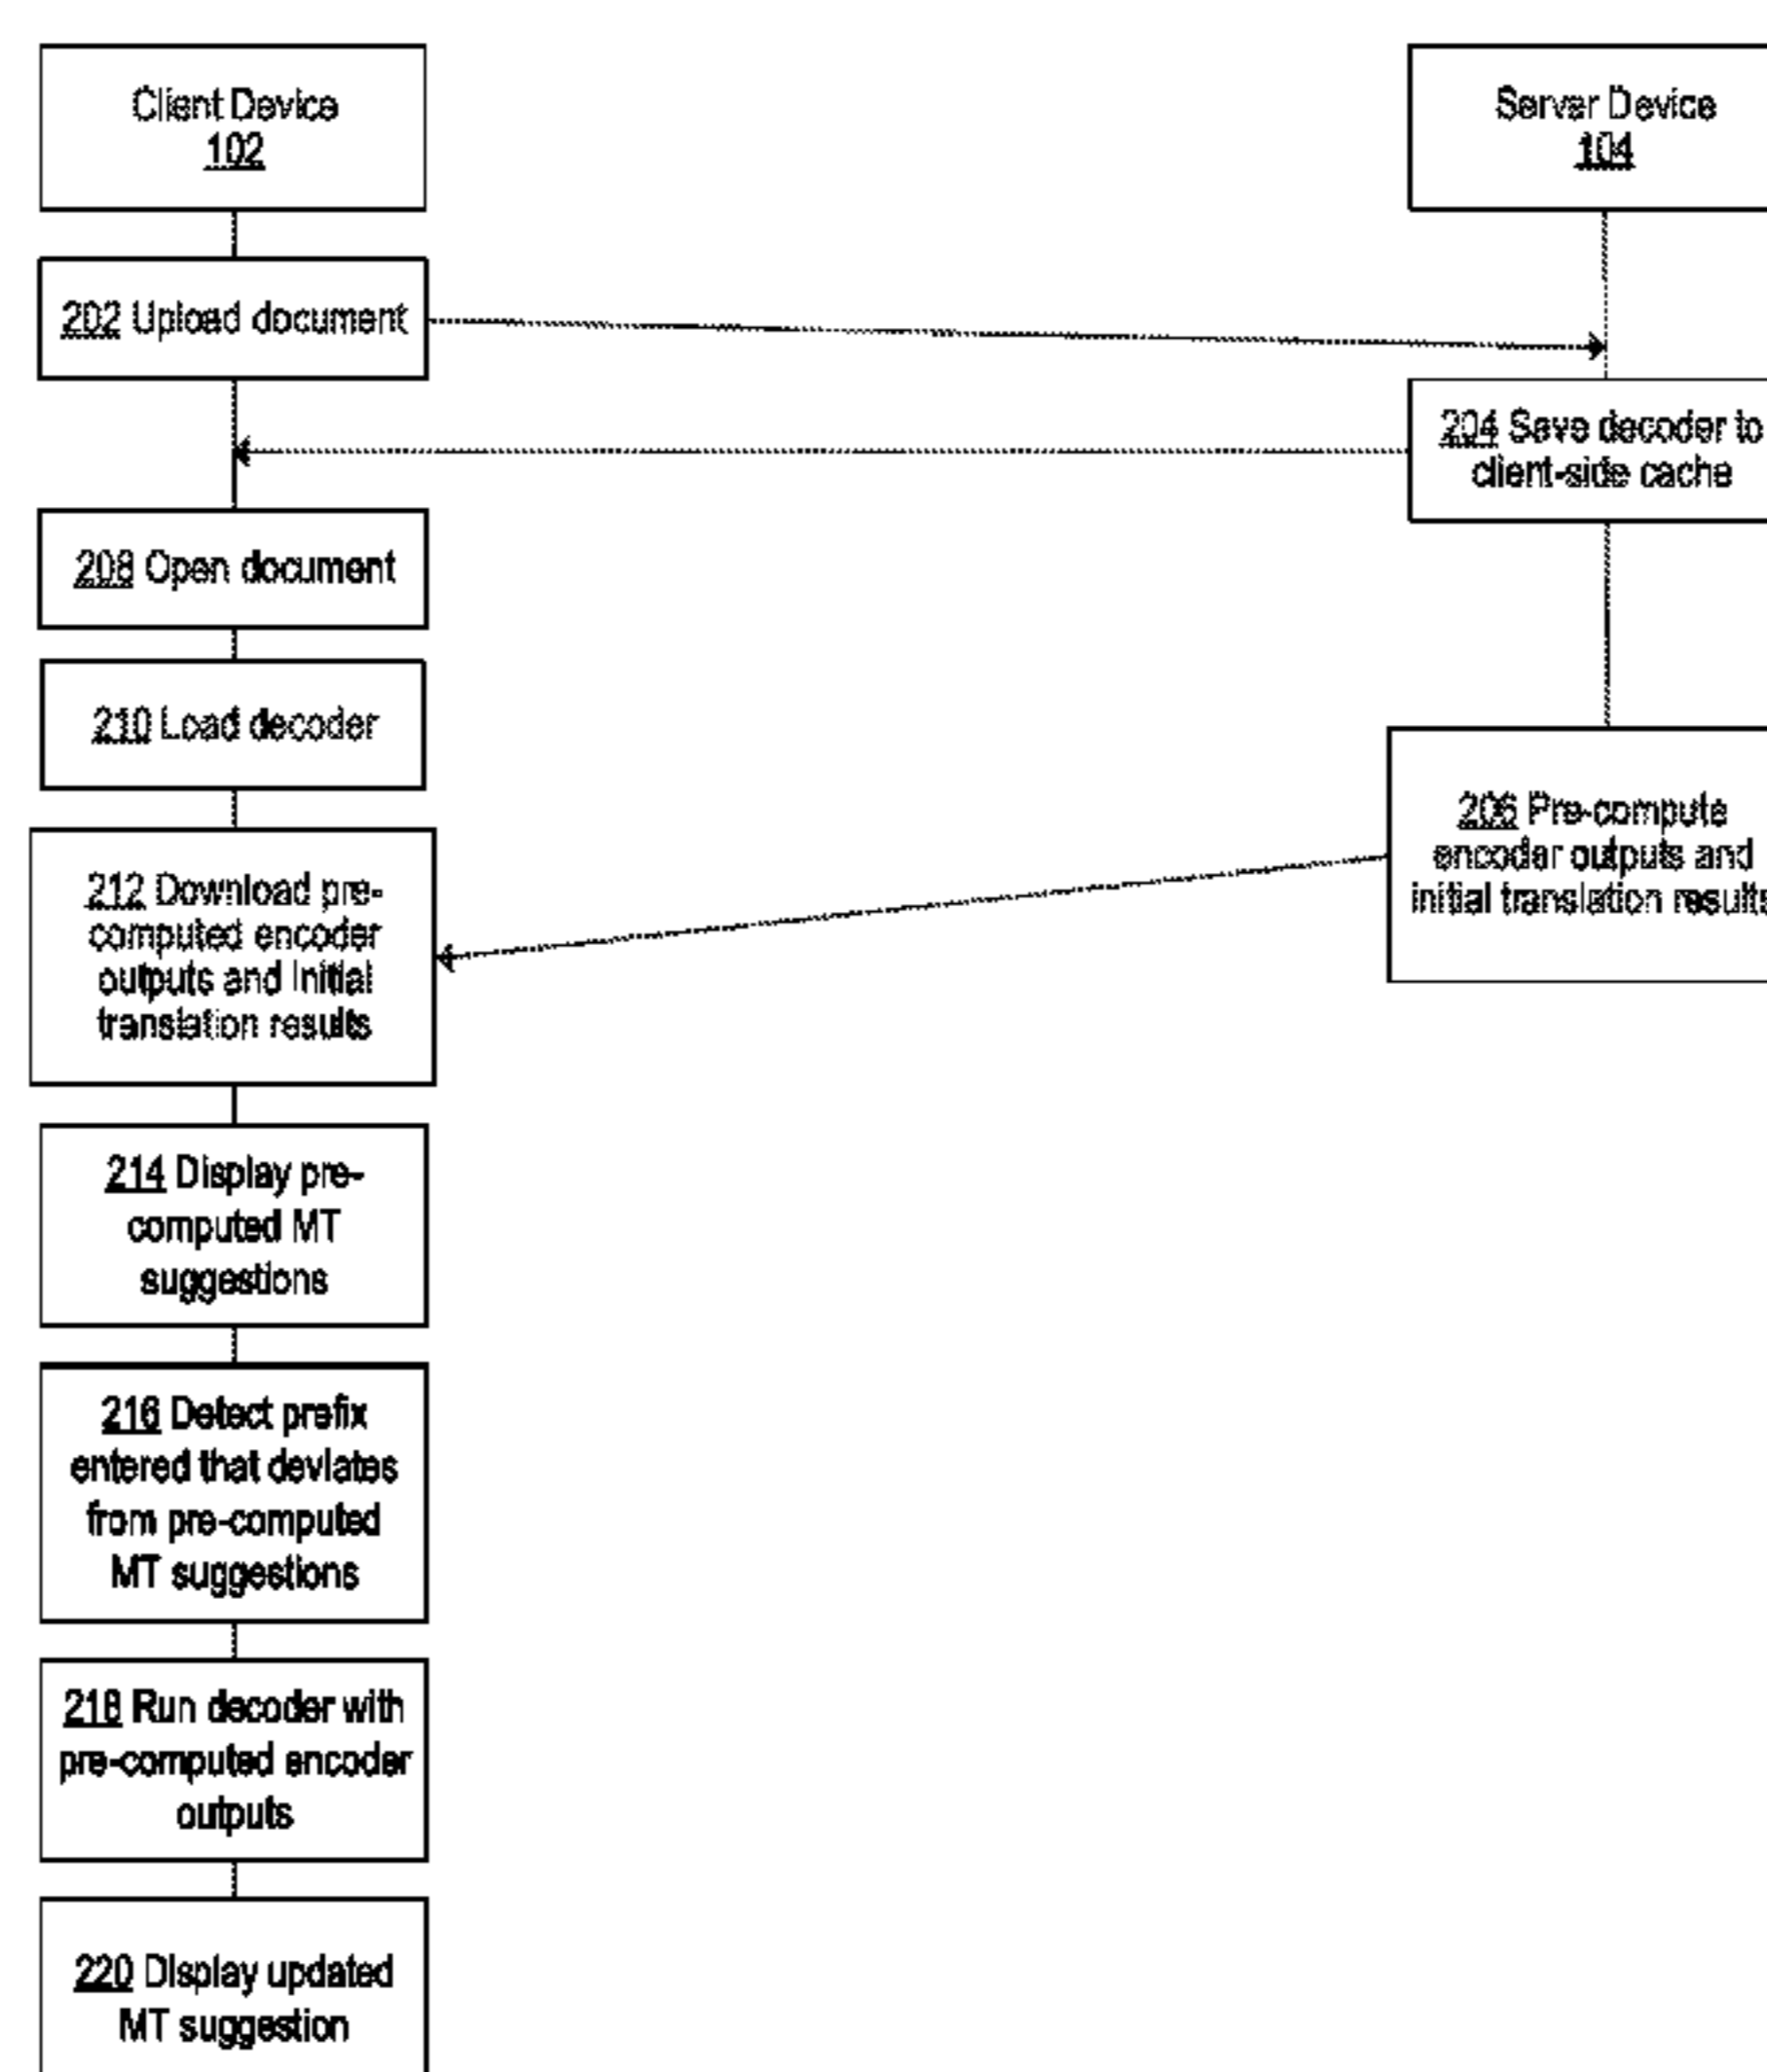 Client Device
102
Server Device
104
202 Upload document
204 Save decoder to
client-side cache
208 Open document
210 Load decoder
206 Pre-compute
encoder outputs and
initial translation results
212 Download pre-
computed encoder
outputs and Initial
translation results
214 Display pre-
computed MT
suggestions
216 Detect prefix
entered that deviates
from pre-computed
MT suggestions
218 Run decoder with
pre-computed encoder
outputs
220 Display updated
MT suggestion